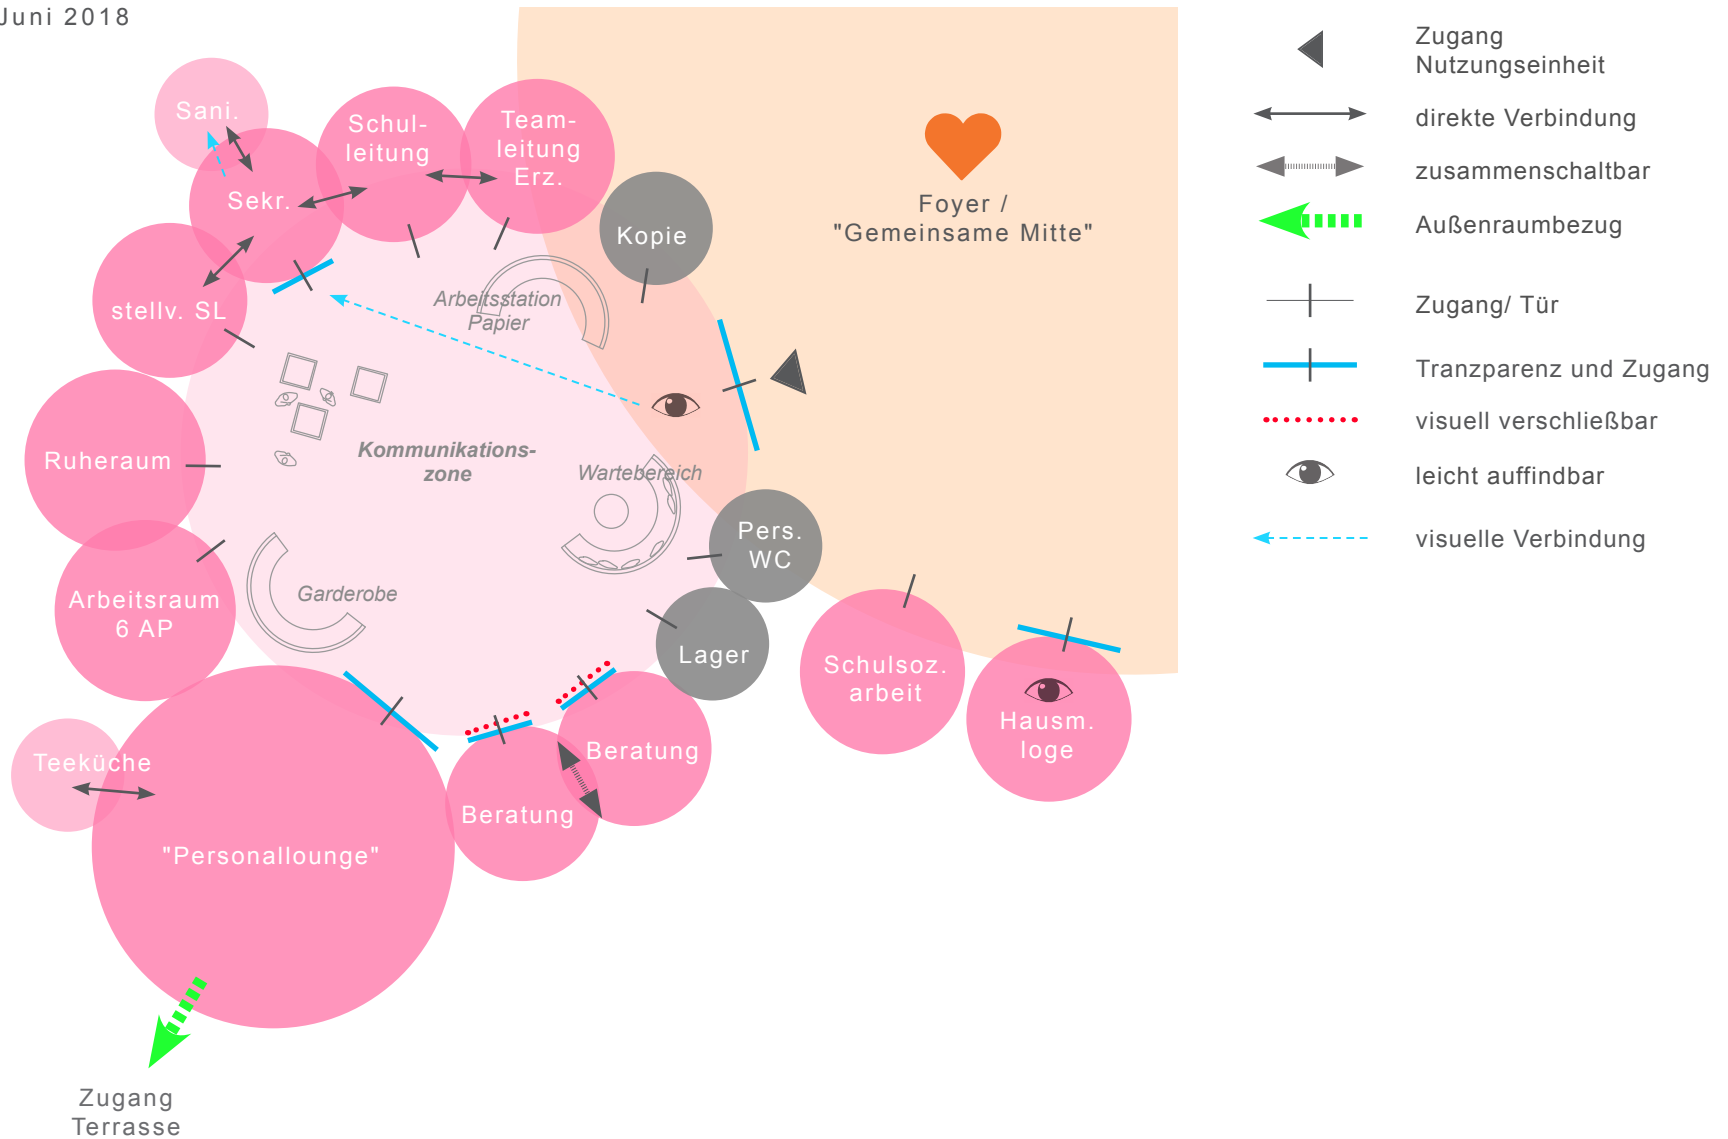 Juni 2018
Sani.
Schul-
leitung
Team-
leitung
Erz.
Sekr.
Kopie
Foyer /
"Gemeinsame Mitte"
stellv. SL
Arbeitsstation
Papier
Ruheraum
Kommunikations-
zone
Wartebereich
Pers.
WC
Arbeitsraum
6 AP
Garderobe
Lager
Schulsoz.
arbeit
Hausm.
loge
Teeküche
Beratung
Beratung
"Personallounge"
Zugang
Terrasse
Zugang
Nutzungseinheit
direkte Verbindung
zusammenschaltbar
Außenraumbezug
Zugang/ Tür
Tranzparenz und Zugang
visuell verschließbar
leicht auffindbar
visuelle Verbindung